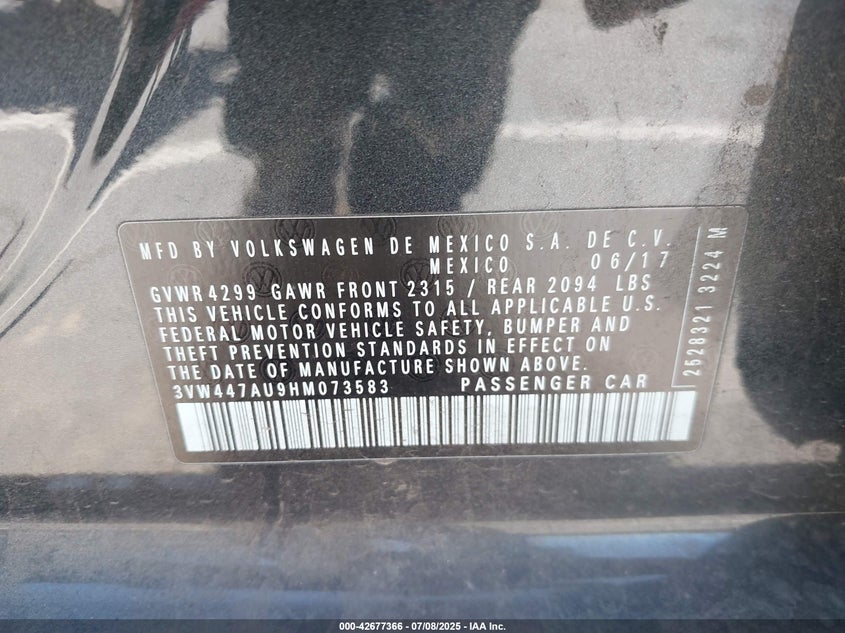 MFD BY VOLKSWAGEN DE MEXICO S.A. DE C.V.
MEXICO 06/17
GVWR 4299 GAWR FRONT 2315 / REAR 2094 LBS
THIS VEHICLE CONFORMS TO ALL APPLICABLE U.S.
FEDERAL MOTOR VEHICLE SAFETY, BUMPER AND
THEFT PREVENTION STANDARDS IN EFFECT ON
THE DATE OF MANUFACTURE SHOWN ABOVE.
3VW447AU9HM073583 PASSENGER CAR
2528321 3224 M
000-42677366 - 07/08/2025 - IAA Inc.